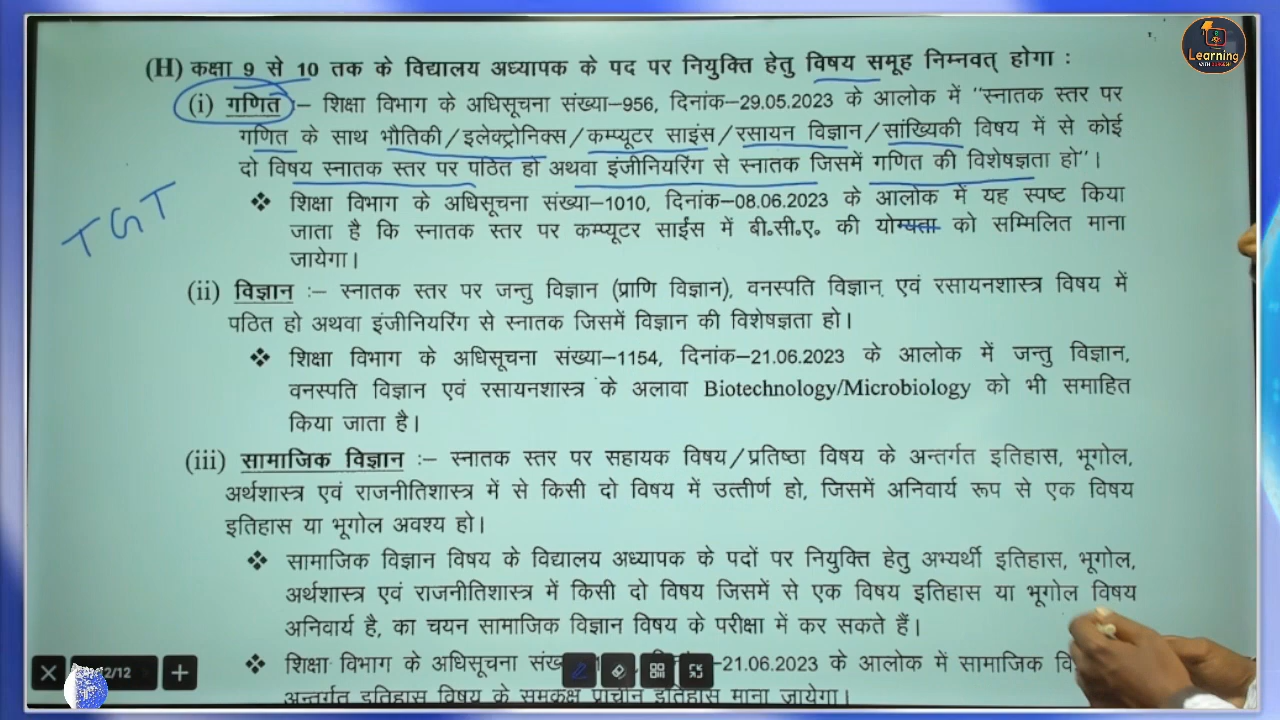 Learning
(H) कक्षा 9 से 10 तक के विद्यालय अध्यापक के पद पर नियुक्ति हेतु विषय समूह निम्नवत् होगा :
(i) गणित :– शिक्षा विभाग के अधिसूचना संख्या–956, दिनांक–29.05.2023 के आलोक में "स्नातक स्तर पर
गणित के साथ भौतिकी/इलेक्ट्रोनिक्स/कम्प्यूटर साइंस/रसायन विज्ञान/सांख्यिकी विषय में से कोई
दो विषय स्नातक स्तर पर पठित हो अथवा इंजीनियरिंग से स्नातक जिसमें गणित की विशेषज्ञता हो"।
TGT
❖ शिक्षा विभाग के अधिसूचना संख्या–1010, दिनांक–08.06.2023 के आलोक में यह स्पष्ट किया
जाता है कि स्नातक स्तर पर कम्प्यूटर साईंस में बी०सी०ए० की योग्यता को सम्मिलित माना
जायेगा।
(ii) विज्ञान :– स्नातक स्तर पर जन्तु विज्ञान (प्राणि विज्ञान), वनस्पति विज्ञान एवं रसायनशास्त्र विषय में
पठित हो अथवा इंजीनियरिंग से स्नातक जिसमें विज्ञान की विशेषज्ञता हो।
❖ शिक्षा विभाग के अधिसूचना संख्या–1154, दिनांक–21.06.2023 के आलोक में जन्तु विज्ञान,
वनस्पति विज्ञान एवं रसायनशास्त्र के अलावा Biotechnology/Microbiology को भी समाहित
किया जाता है।
(iii) सामाजिक विज्ञान :– स्नातक स्तर पर सहायक विषय/प्रतिष्ठा विषय के अन्तर्गत इतिहास, भूगोल,
अर्थशास्त्र एवं राजनीतिशास्त्र में से किसी दो विषय में उत्तीर्ण हो, जिसमें अनिवार्य रूप से एक विषय
इतिहास या भूगोल अवश्य हो।
❖ सामाजिक विज्ञान विषय के विद्यालय अध्यापक के पदों पर नियुक्ति हेतु अभ्यर्थी इतिहास, भूगोल,
अर्थशास्त्र एवं राजनीतिशास्त्र में किसी दो विषय जिसमें से एक विषय इतिहास या भूगोल विषय
अनिवार्य है, का चयन सामाजिक विज्ञान विषय के परीक्षा में कर सकते हैं।
❖ शिक्षा विभाग के अधिसूचना –21.06.2023 के आलोक में सामाजिक
अन्तर्गत इतिहास विषय के समकक्ष प्राचीन इतिहास माना जायेगा।
2/12